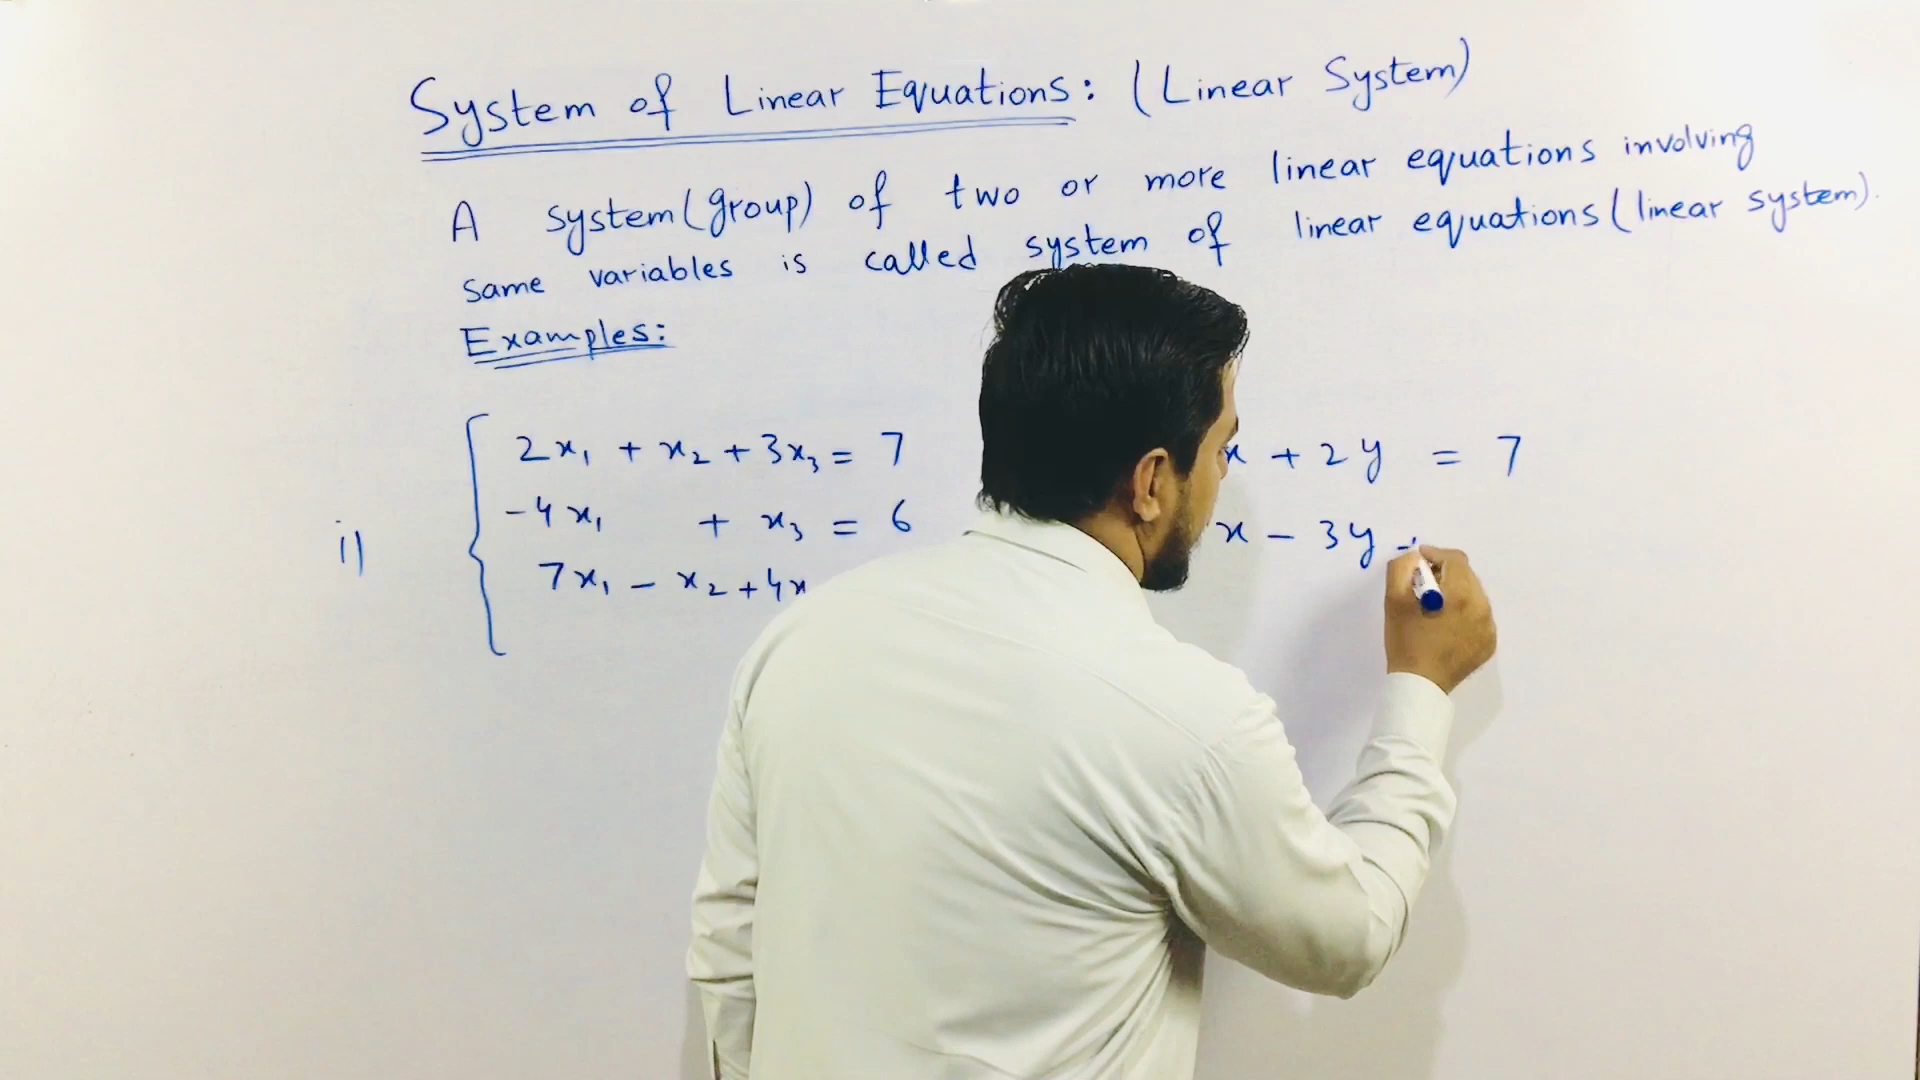 System of Linear Equations: (Linear System)
A system(group) of two or more linear equations involving
same variables is called system of linear equations(linear system).
Examples:
i)
2x₁ + x₂ + 3x₃ = 7
-4x₁ + x₃ = 6
7x₁ - x₂ + 4x
x + 2y = 7
x - 3y